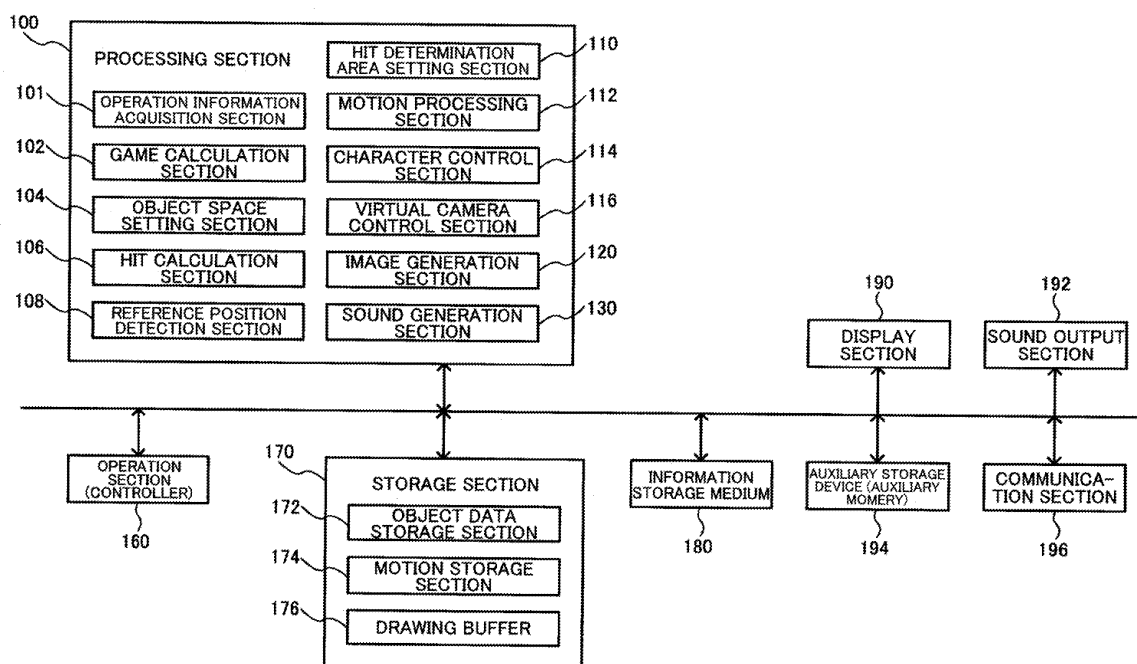 100
PROCESSING SECTION
HIT DETERMINATION
AREA SETTING SECTION
110
101
OPERATION INFORMATION
ACQUISITION SECTION
MOTION PROCESSING
SECTION
112
102
GAME CALCULATION
SECTION
CHARACTER CONTROL
SECTION
114
104
OBJECT SPACE
SETTING SECTION
VIRTUAL CAMERA
CONTROL SECTION
116
106
HIT CALCULATION
SECTION
IMAGE GENERATION
SECTION
120
108
REFERENCE POSITION
DETECTION SECTION
SOUND GENERATION
SECTION
130
190
DISPLAY
SECTION
192
SOUND OUTPUT
SECTION
OPERATION
SECTION
(CONTROLLER)
160
170
STORAGE SECTION
172
OBJECT DATA
STORAGE SECTION
174
MOTION STORAGE
SECTION
176
DRAWING BUFFER
INFORMATION
STORAGE MEDIUM
180
AUXILIARY STORAGE
DEVICE (AUXILIARY
MOMERY)
194
COMMUNICA-
TION SECTION
196